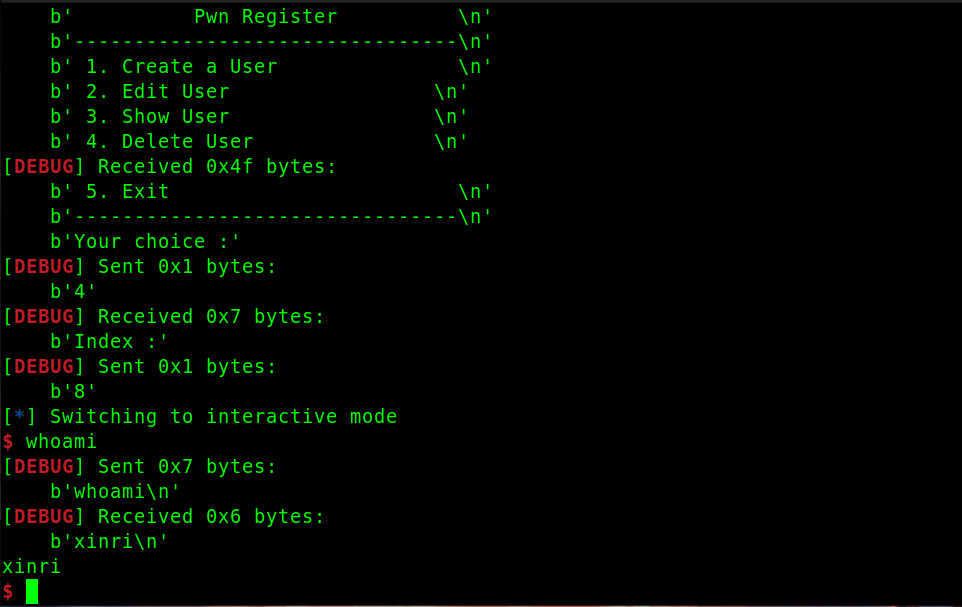 b'          Pwn Register          \n'
b'--------------------------------\n'
b' 1. Create a User               \n'
b' 2. Edit User                 \n'
b' 3. Show User                 \n'
b' 4. Delete User               \n'
[DEBUG] Received 0x4f bytes:
b' 5. Exit                        \n'
b'--------------------------------\n'
b'Your choice :'
[DEBUG] Sent 0x1 bytes:
b'4'
[DEBUG] Received 0x7 bytes:
b'Index :'
[DEBUG] Sent 0x1 bytes:
b'8'
[*] Switching to interactive mode
$ whoami
[DEBUG] Sent 0x7 bytes:
b'whoami\n'
[DEBUG] Received 0x6 bytes:
b'xinri\n'
xinri
$